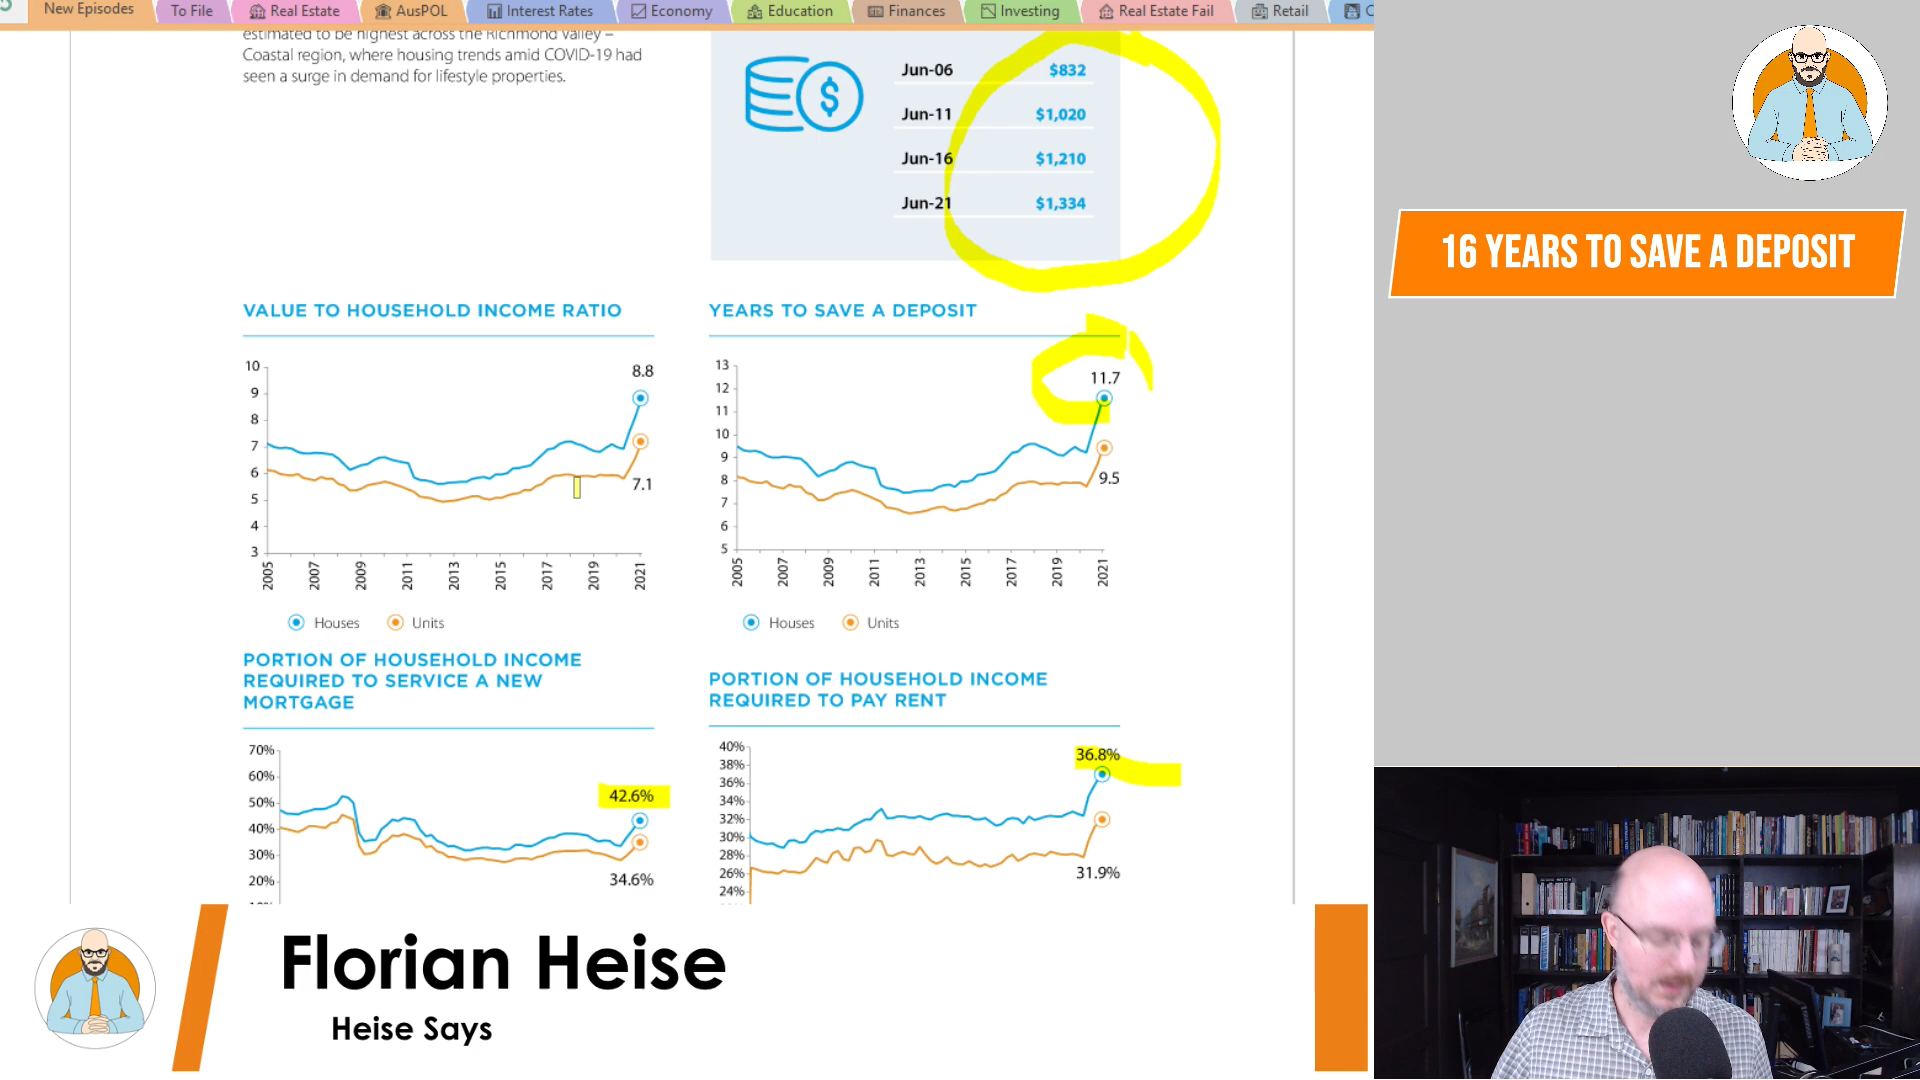 New Episodes
To File
Real Estate
AusPOL
Interest Rates
Economy
Education
Finances
Investing
Real Estate Fail
Retail
C
estimated to be highest across the Richmond Valley –
Coastal region, where housing trends amid COVID-19 had
seen a surge in demand for lifestyle properties.
Jun-06 $832
Jun-11 $1,020
Jun-16 $1,210
Jun-21 $1,334
16 YEARS TO SAVE A DEPOSIT
VALUE TO HOUSEHOLD INCOME RATIO
10
9
8
7
6
5
4
3
8.8
7.1
2005 2007 2009 2011 2013 2015 2017 2019 2021
Houses Units
YEARS TO SAVE A DEPOSIT
13
12
11
10
9
8
7
6
5
11.7
9.5
2005 2007 2009 2011 2013 2015 2017 2019 2021
Houses Units
PORTION OF HOUSEHOLD INCOME
REQUIRED TO SERVICE A NEW
MORTGAGE
70%
60%
50%
40%
30%
20%
42.6%
34.6%
PORTION OF HOUSEHOLD INCOME
REQUIRED TO PAY RENT
40%
38%
36%
34%
32%
30%
28%
26%
24%
36.8%
31.9%
Florian Heise
Heise Says